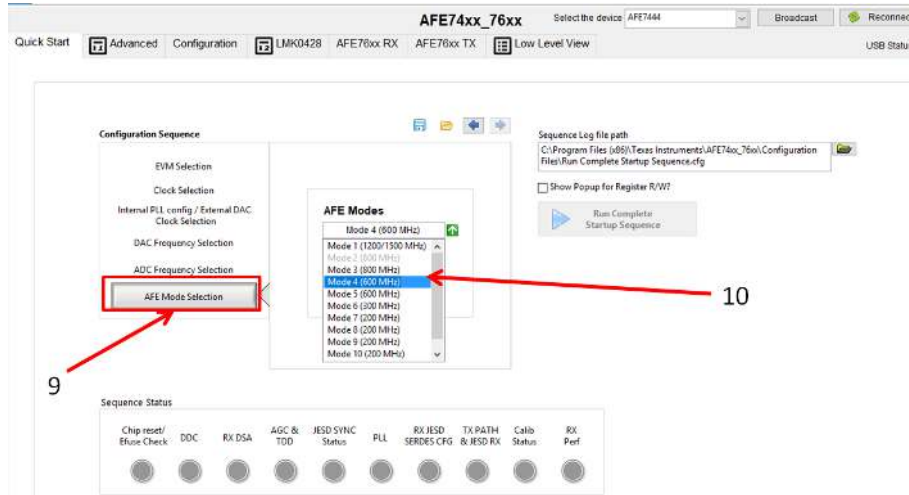 AFE74xx_76xx
Select the device AFE7444
Broadcast
Reconnec
Quick Start
Advanced
Configuration
LMK0428
AFE76xx RX
AFE76xx TX
Low Level View
USB Statu
Configuration Sequence
EVM Selection
Clock Selection
Internal PLL config / External DAC
Clock Selection
DAC Frequency Selection
ADC Frequency Selection
AFE Mode Selection
AFE Modes
Mode 4 (600 MHz)
Mode 1 (1200/1500 MHz)
Mode 2 (800 MHz)
Mode 3 (800 MHz)
Mode 4 (600 MHz)
Mode 5 (600 MHz)
Mode 6 (300 MHz)
Mode 7 (200 MHz)
Mode 8 (200 MHz)
Mode 9 (200 MHz)
Mode 10 (200 MHz)
Sequence Log file path
C:\Program Files (x86)\Texas Instruments\AFE74xx_76xx\Configuration
Files\Run Complete Startup Sequence.cfg
Show Popup for Register R/W?
Run Complete
Startup Sequence
9
10
Sequence Status
Chip reset/
Efuse Check
DDC
RX DSA
AGC &
TDD
JESD SYNC
Status
PLL
RX JESD
SERDES CFG
TX PATH
& JESD RX
Calib
Status
RX
Perf